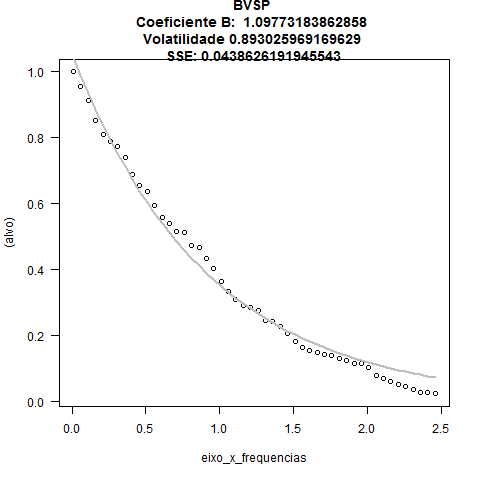 BVSP
Coeficiente B:  1.09773183862858
Volatilidade 0.893025969169629
SSE: 0.0438626191945543
(alvo)
1.0
0.8
0.6
0.4
0.2
0.0
0.0 0.5 1.0 1.5 2.0 2.5
eixo_x_frequencias